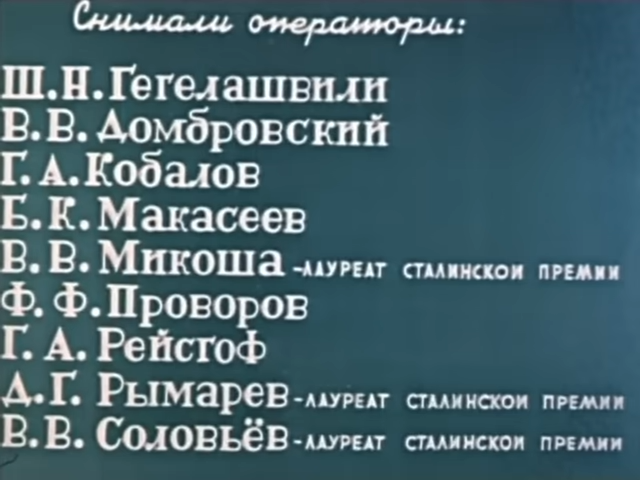 Снимали операторы:
Ш. Н. Гегелашвили
В. В. Домбровский
Г. А. Кобалов
Б. К. Макасеев
В. В. Микоша - ЛАУРЕАТ СТАЛИНСКОЙ ПРЕМИИ
Ф. Ф. Проворов
Г. А. Рейсгоф
Д. Г. Рымарев - ЛАУРЕАТ СТАЛИНСКОЙ ПРЕМИИ
В. В. Соловьёв - ЛАУРЕАТ СТАЛИНСКОЙ ПРЕМИИ